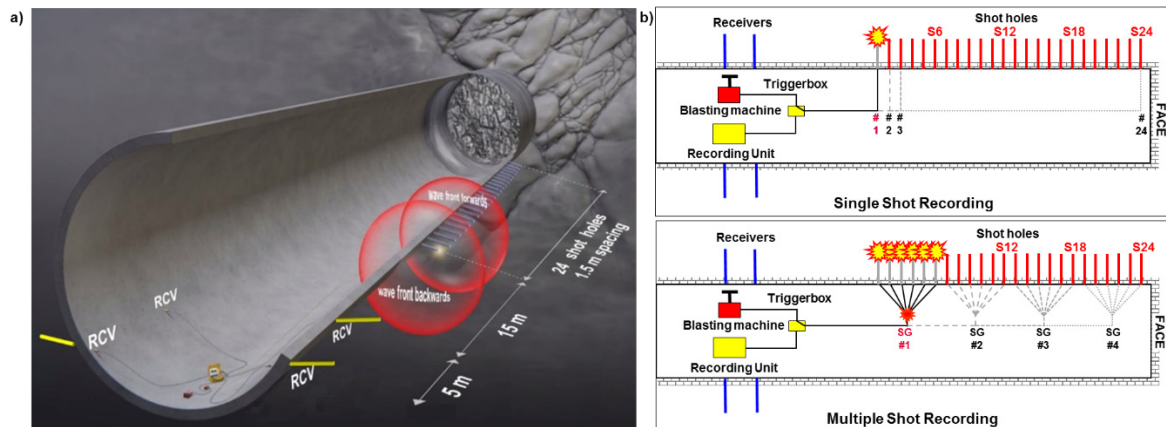 a)
wave front forwards
wave front backwards
RCV
RCV
RCV
RCV
24 shot holes
1.5 m spacing
15 m
5 m
b)
Receivers
Shot holes
S6 S12 S18 S24
Triggerbox
Blasting machine
Recording Unit
# # # #
1 2 3 24
FACE
Single Shot Recording
Receivers
Shot holes
S12 S18 S24
Triggerbox
Blasting machine
Recording Unit
SG SG SG SG
#1 #2 #3 #4
FACE
Multiple Shot Recording